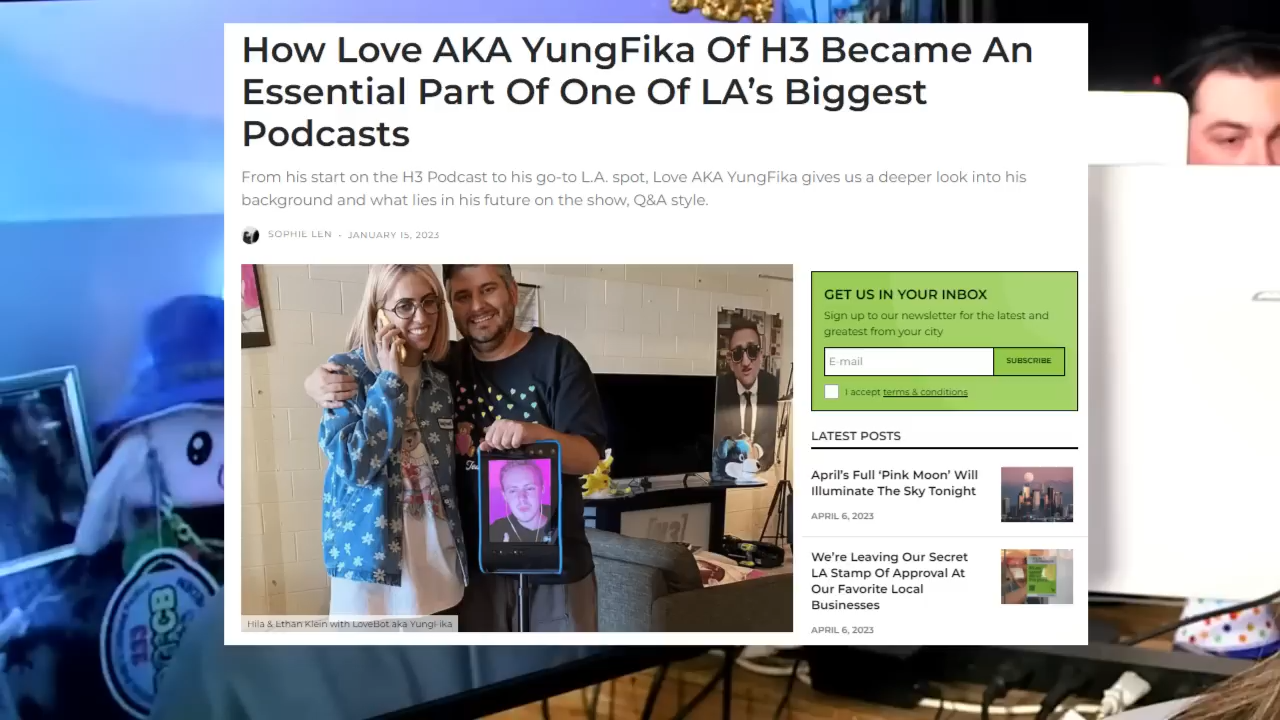 How Love AKA YungFika Of H3 Became An
Essential Part Of One Of LA's Biggest
Podcasts
From his start on the H3 Podcast to his go-to L.A. spot, Love AKA YungFika gives us a deeper look into his
background and what lies in his future on the show, Q&A style.
SOPHIE LEN • JANUARY 15, 2023
Hila & Ethan Klein with LoveBot aka YungFika
GET US IN YOUR INBOX
Sign up to our newsletter for the latest and
greatest from your city
E-mail
SUBSCRIBE
I accept terms & conditions
LATEST POSTS
April's Full 'Pink Moon' Will
Illuminate The Sky Tonight
APRIL 6, 2023
We're Leaving Our Secret
LA Stamp Of Approval At
Our Favorite Local
Businesses
APRIL 6, 2023